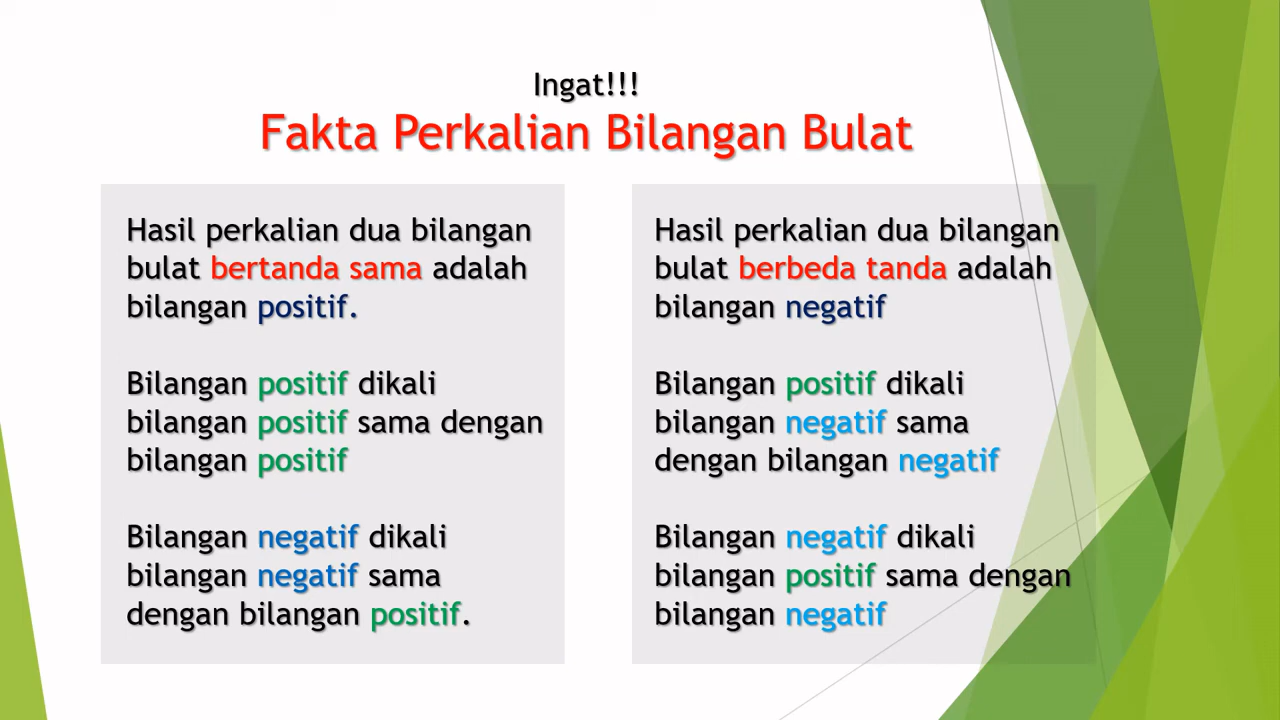 Ingat!!!
Fakta Perkalian Bilangan Bulat
Hasil perkalian dua bilangan
bulat bertanda sama adalah
bilangan positif.
Bilangan positif dikali
bilangan positif sama dengan
bilangan positif
Bilangan negatif dikali
bilangan negatif sama
dengan bilangan positif.
Hasil perkalian dua bilangan
bulat berbeda tanda adalah
bilangan negatif
Bilangan positif dikali
bilangan negatif sama
dengan bilangan negatif
Bilangan negatif dikali
bilangan positif sama dengan
bilangan negatif